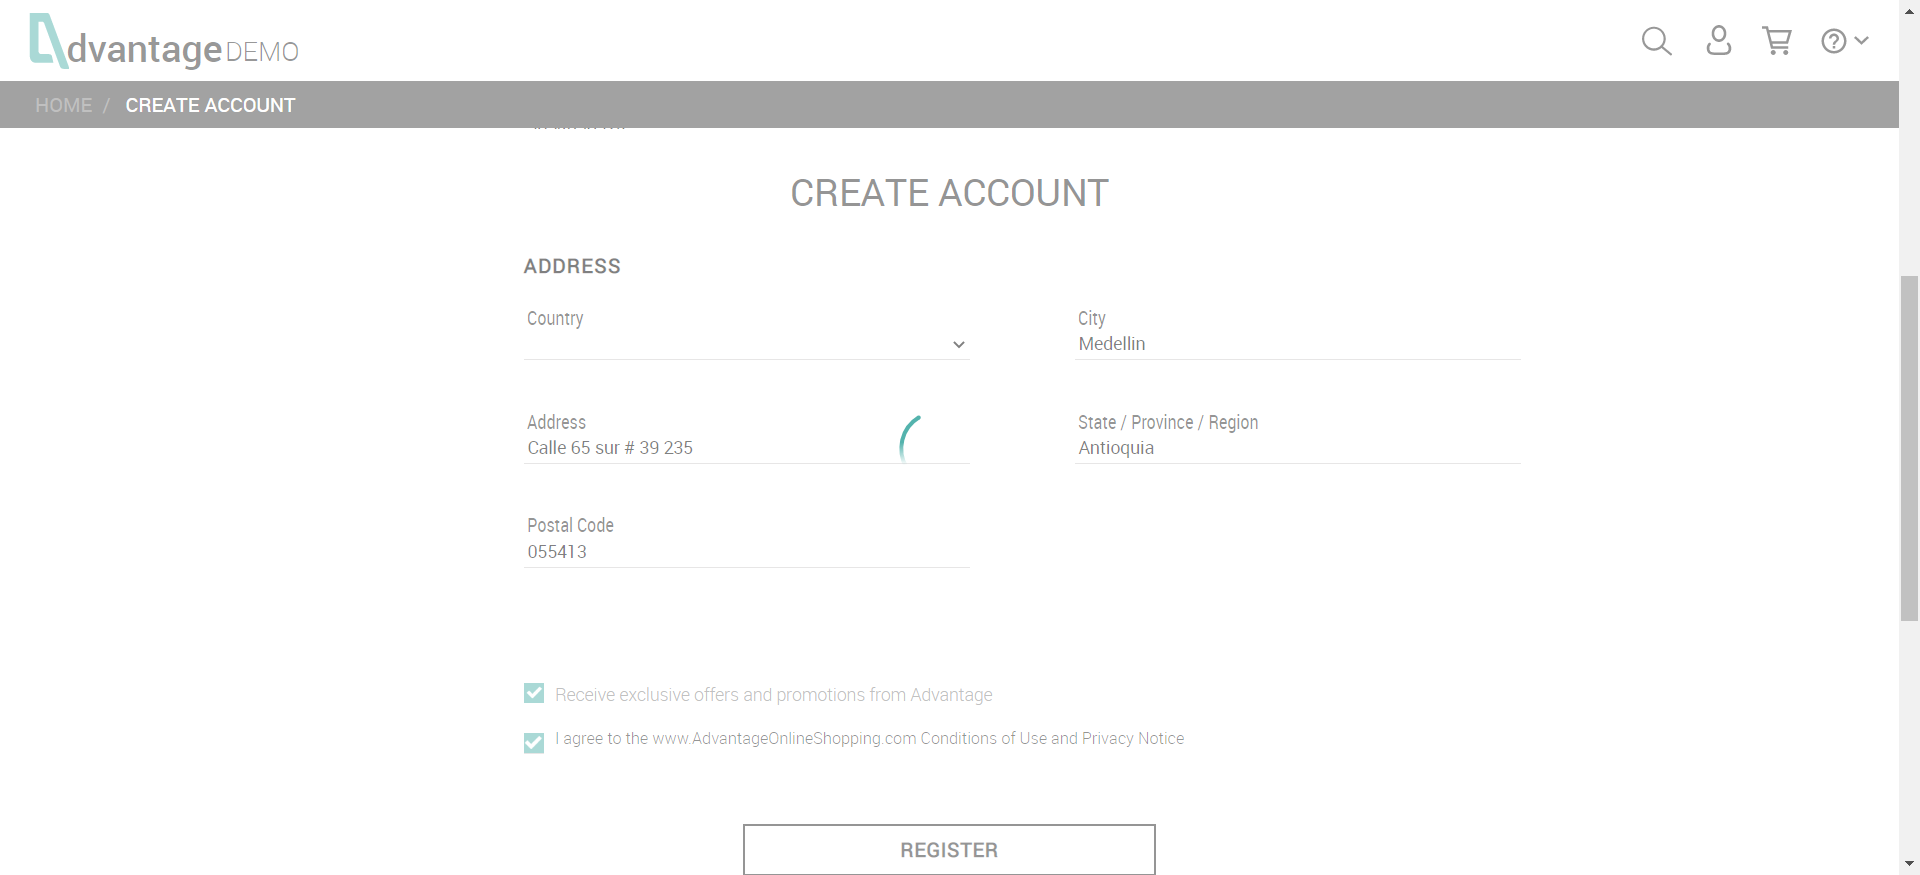 dvantage DEMO
HOME / CREATE ACCOUNT
CREATE ACCOUNT
ADDRESS
Country
City
Medellin
Address
Calle 65 sur # 39 235
State / Province / Region
Antioquia
Postal Code
055413
Receive exclusive offers and promotions from Advantage
I agree to the www.AdvantageOnlineShopping.com Conditions of Use and Privacy Notice
REGISTER